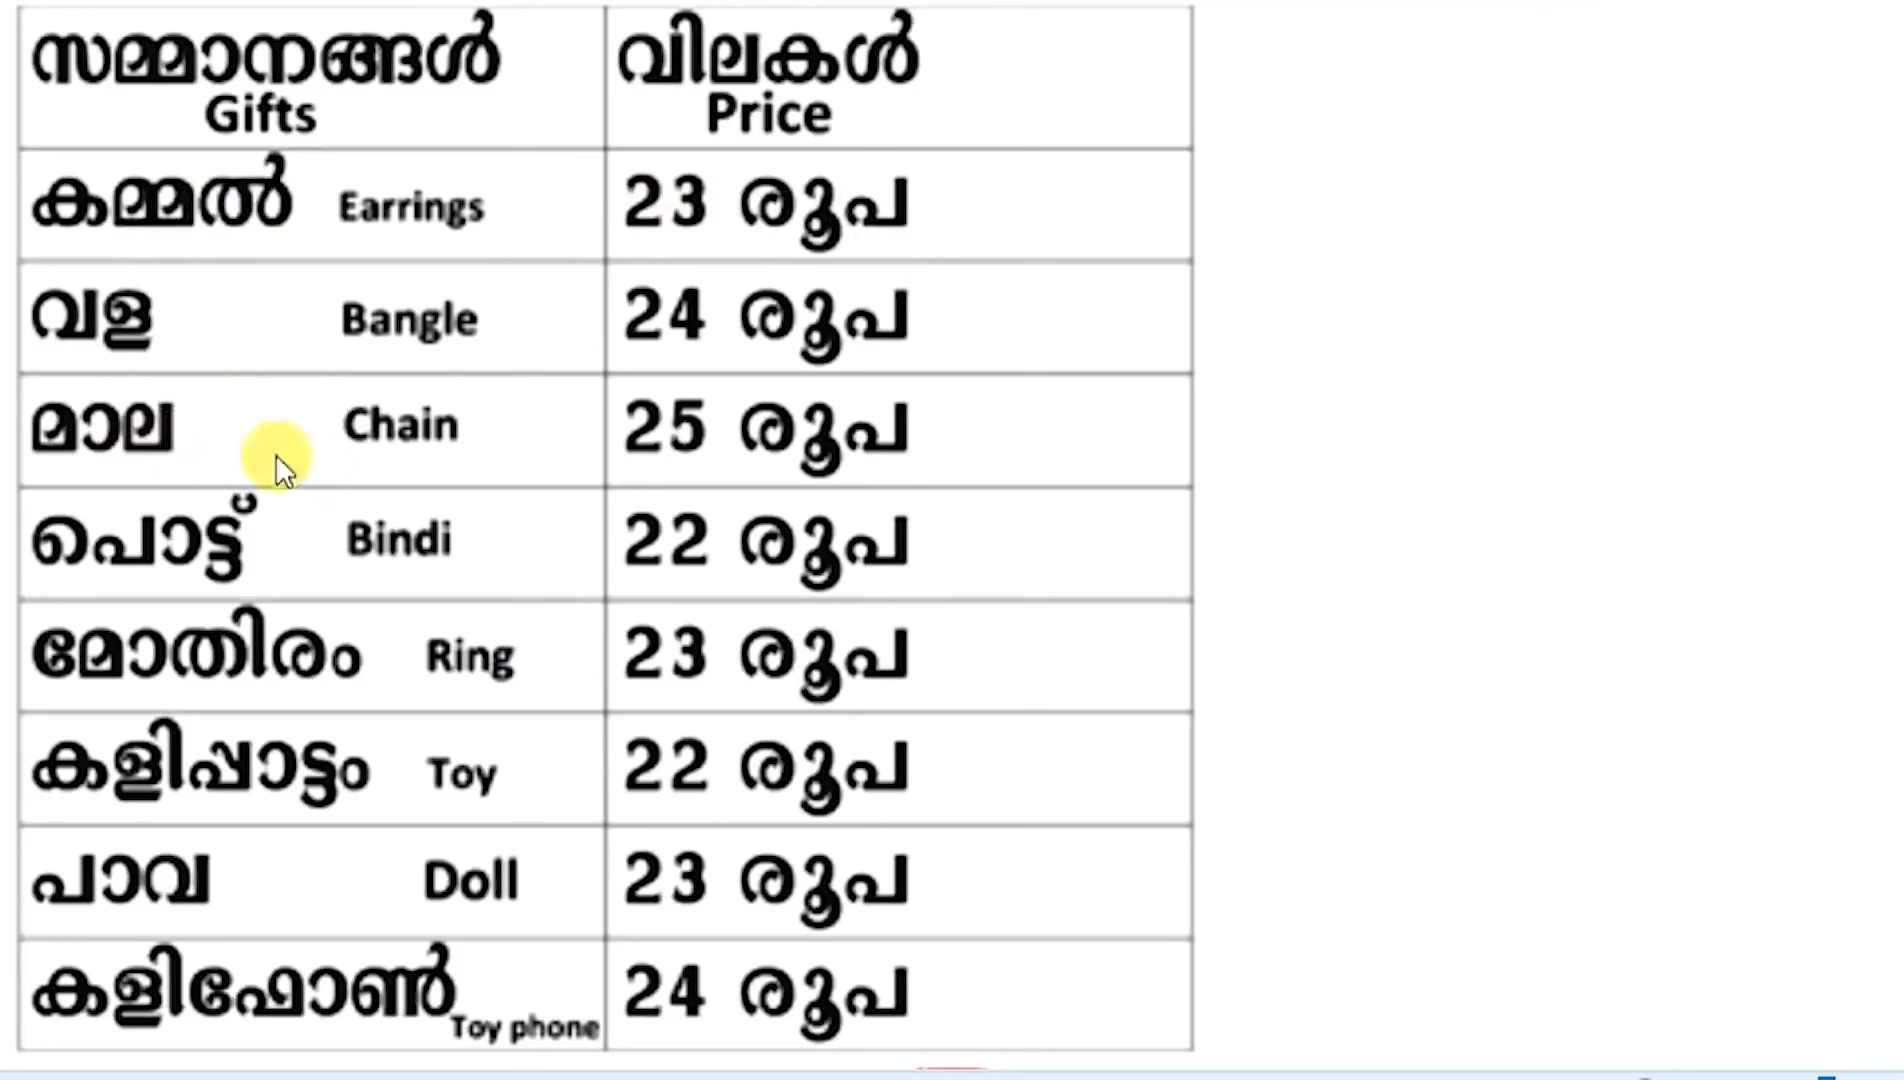 സമ്മാനങ്ങൾ വിലകൾ
Gifts Price
കമ്മൽ Earrings 23 രൂപ
വള Bangle 24 രൂപ
മാല Chain 25 രൂപ
പൊട്ട് Bindi 22 രൂപ
മോതിരം Ring 23 രൂപ
കളിപ്പാട്ടം Toy 22 രൂപ
പാവ Doll 23 രൂപ
കളിഫോൺ Toy phone 24 രൂപ